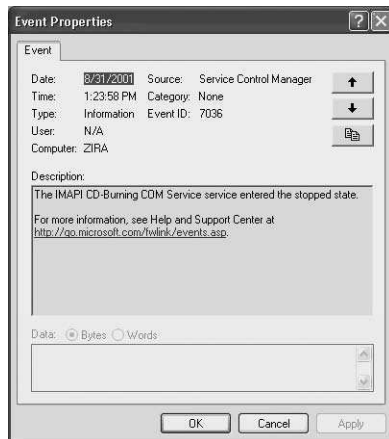 Event Properties
Event
Date: 8/31/2001 Source: Service Control Manager
Time: 1:23:58 PM Category: None
Type: Information Event ID: 7036
User: N/A
Computer: ZIRA
Description:
The IMAPI CD-Burning COM Service service entered the stopped state.
For more information, see Help and Support Center at
http://go.microsoft.com/fwlink/events.asp.
Data: Bytes Words
OK Cancel Apply